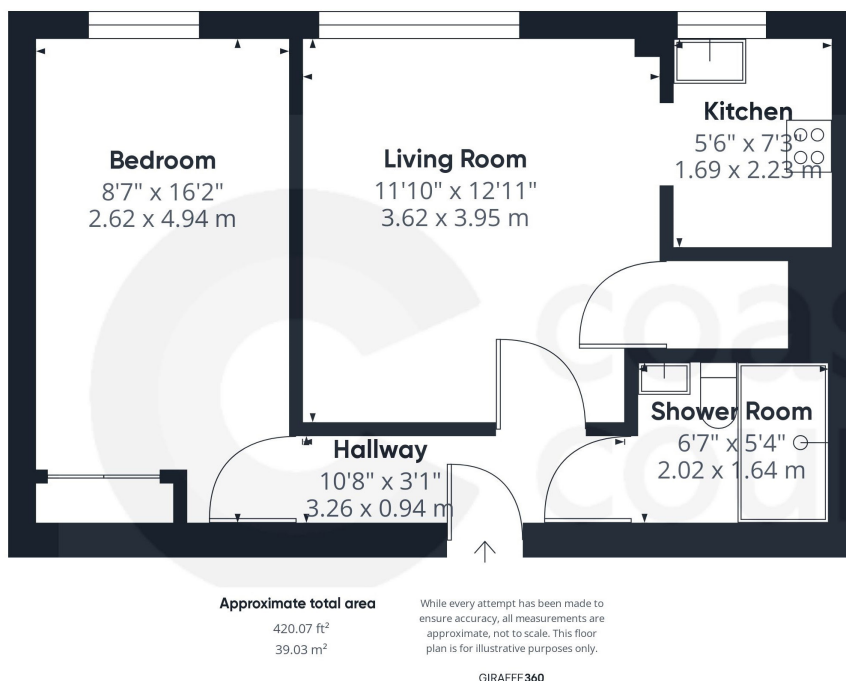 Bedroom
8'7" x 16'2"
2.62 x 4.94 m
Living Room
11'10" x 12'11"
3.62 x 3.95 m
Kitchen
5'6" x 7'3"
1.69 x 2.23 m
Shower Room
6'7" x 5'4"
2.02 x 1.64 m
Hallway
10'8" x 3'1"
3.26 x 0.94 m
Approximate total area
420.07 ft²
39.03 m²
While every attempt has been made to
ensure accuracy, all measurements are
approximate, not to scale. This floor
plan is for illustrative purposes only.
GIRAFFE360